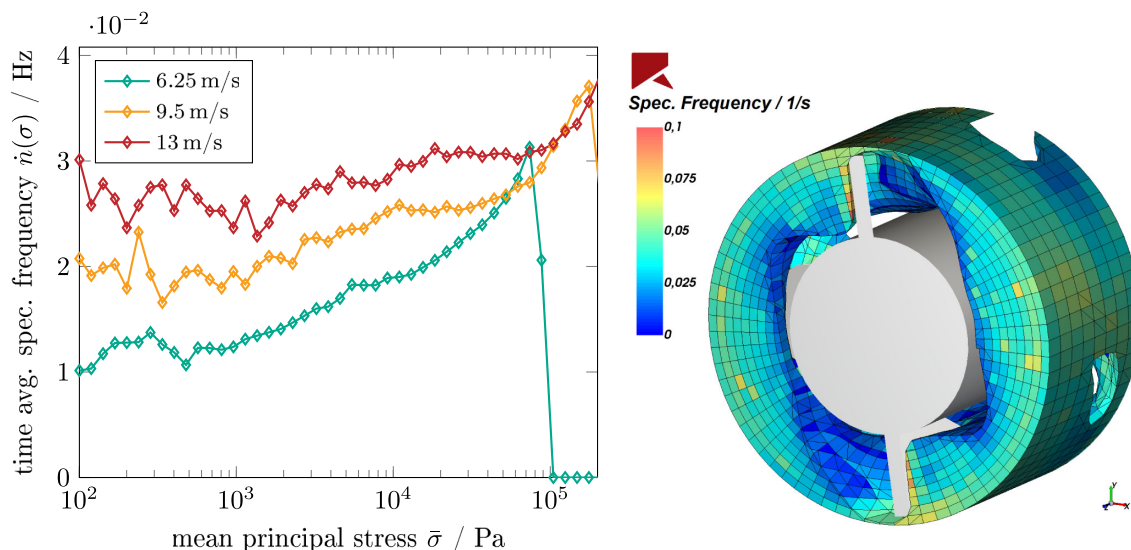 ·10⁻²
time avg. spec. frequency ṅ(σ) / Hz
4
3
2
1
0
6.25 m/s
9.5 m/s
13 m/s
10² 10³ 10⁴ 10⁵
mean principal stress σ̄ / Pa
Spec. Frequency / 1/s
0,1
0,075
0,05
0,025
0
Y
Z X